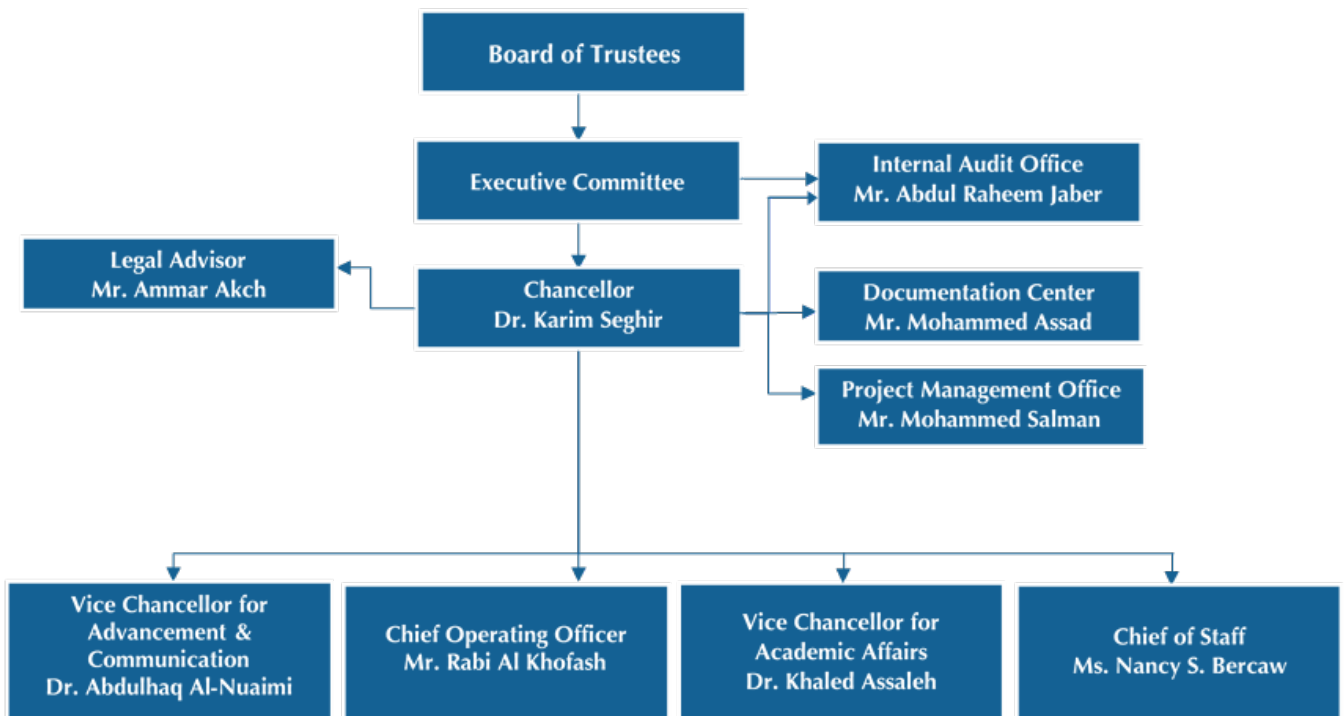 Board of Trustees
Executive Committee
Internal Audit Office
Mr. Abdul Raheem Jaber
Legal Advisor
Mr. Ammar Akch
Chancellor
Dr. Karim Seghir
Documentation Center
Mr. Mohammed Assad
Project Management Office
Mr. Mohammed Salman
Vice Chancellor for
Advancement &
Communication
Dr. Abdulhaq Al-Nuaimi
Chief Operating Officer
Mr. Rabi Al Khofash
Vice Chancellor for
Academic Affairs
Dr. Khaled Assaleh
Chief of Staff
Ms. Nancy S. Bercaw